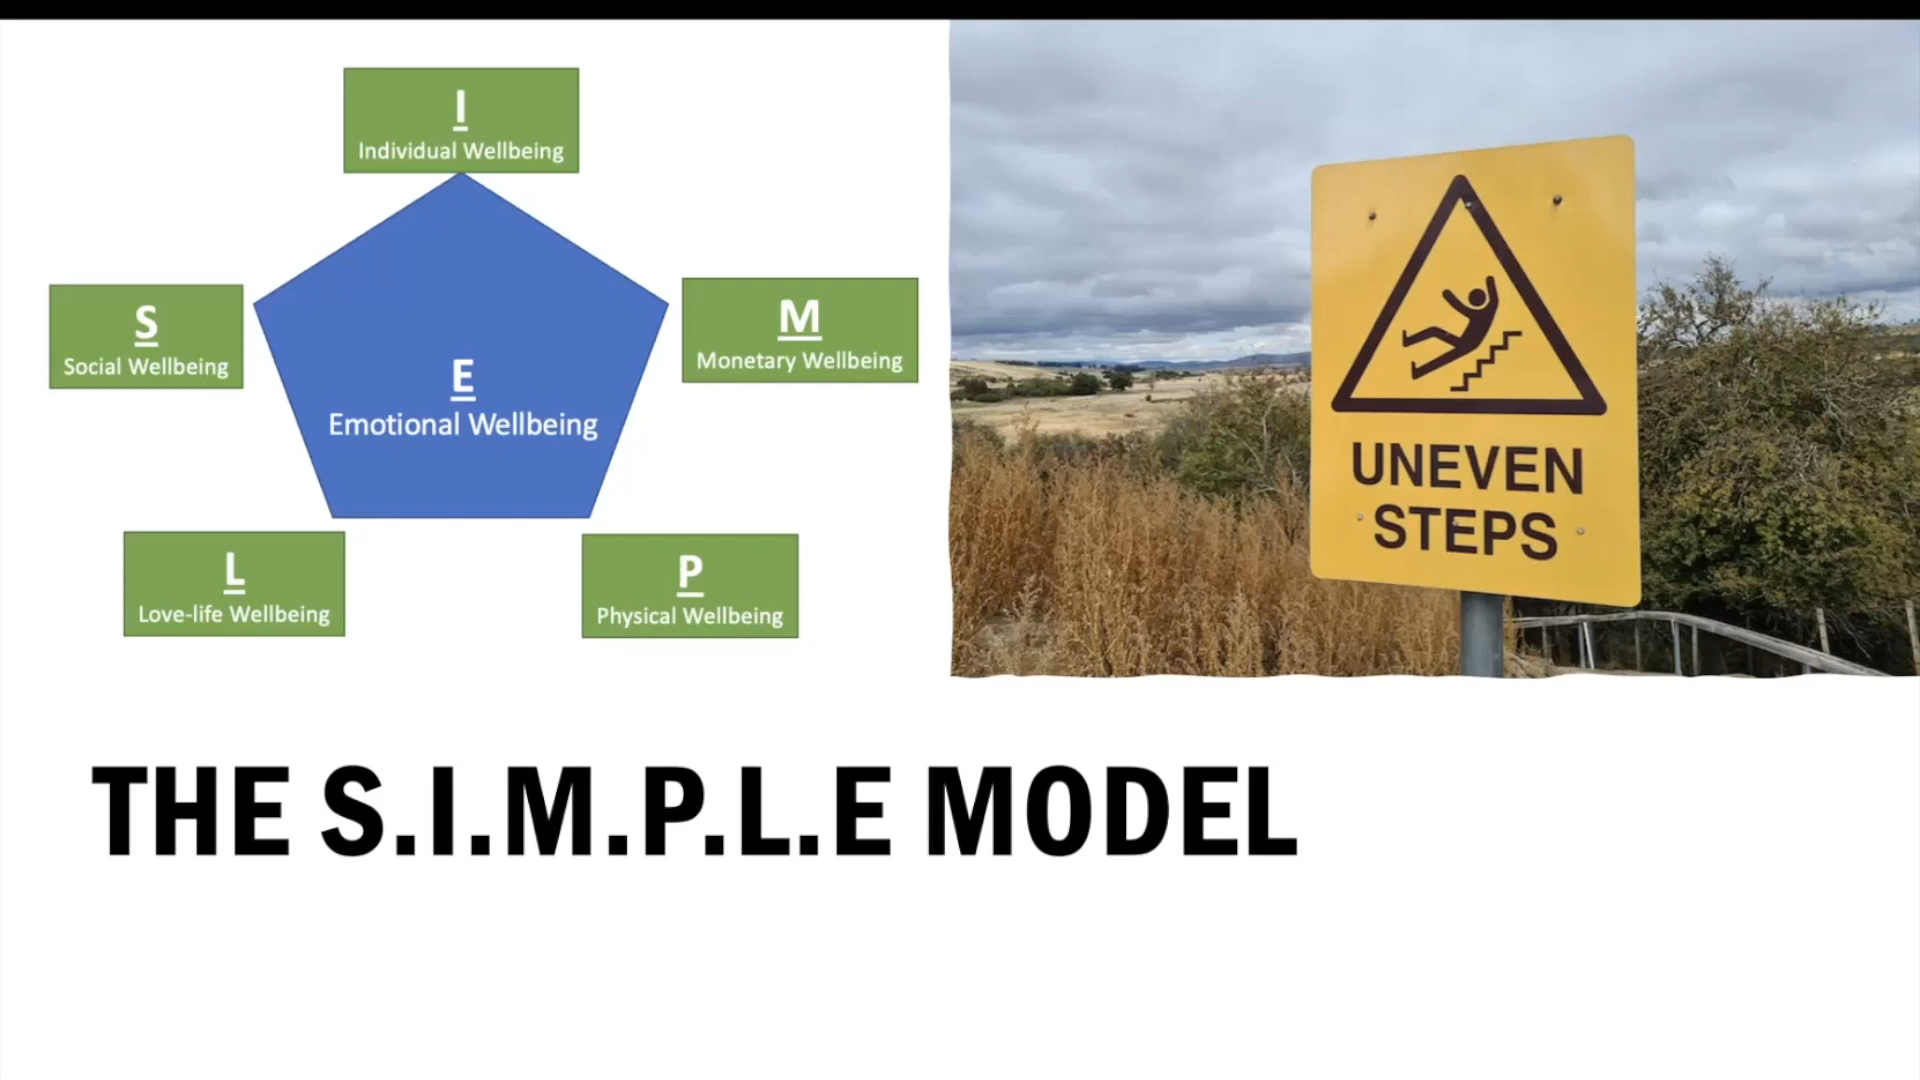 I
Individual Wellbeing
S
Social Wellbeing
M
Monetary Wellbeing
E
Emotional Wellbeing
L
Love-life Wellbeing
P
Physical Wellbeing
UNEVEN
STEPS
THE S.I.M.P.L.E MODEL